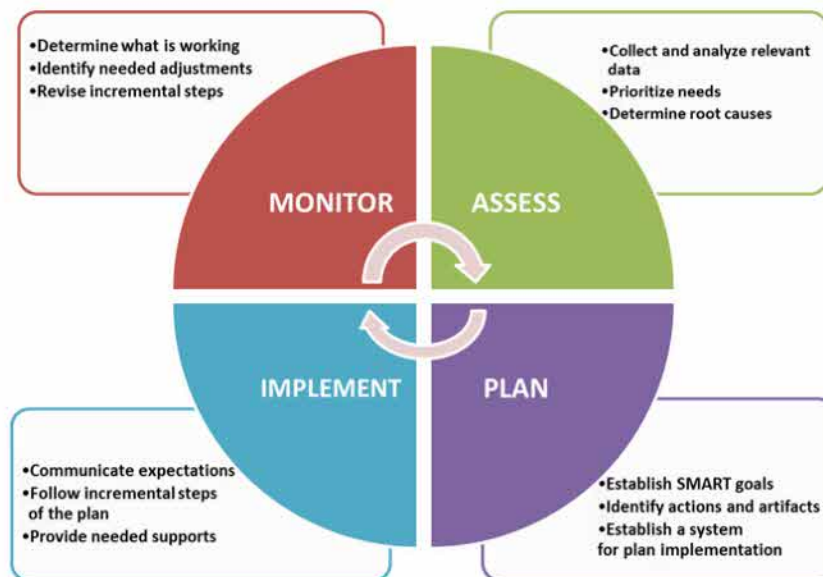 •Determine what is working
•Identify needed adjustments
•Revise incremental steps
•Collect and analyze relevant
data
•Prioritize needs
•Determine root causes
MONITOR
ASSESS
IMPLEMENT
PLAN
•Communicate expectations
•Follow incremental steps
of the plan
•Provide needed supports
•Establish SMART goals
•Identify actions and artifacts
•Establish a system
for plan implementation